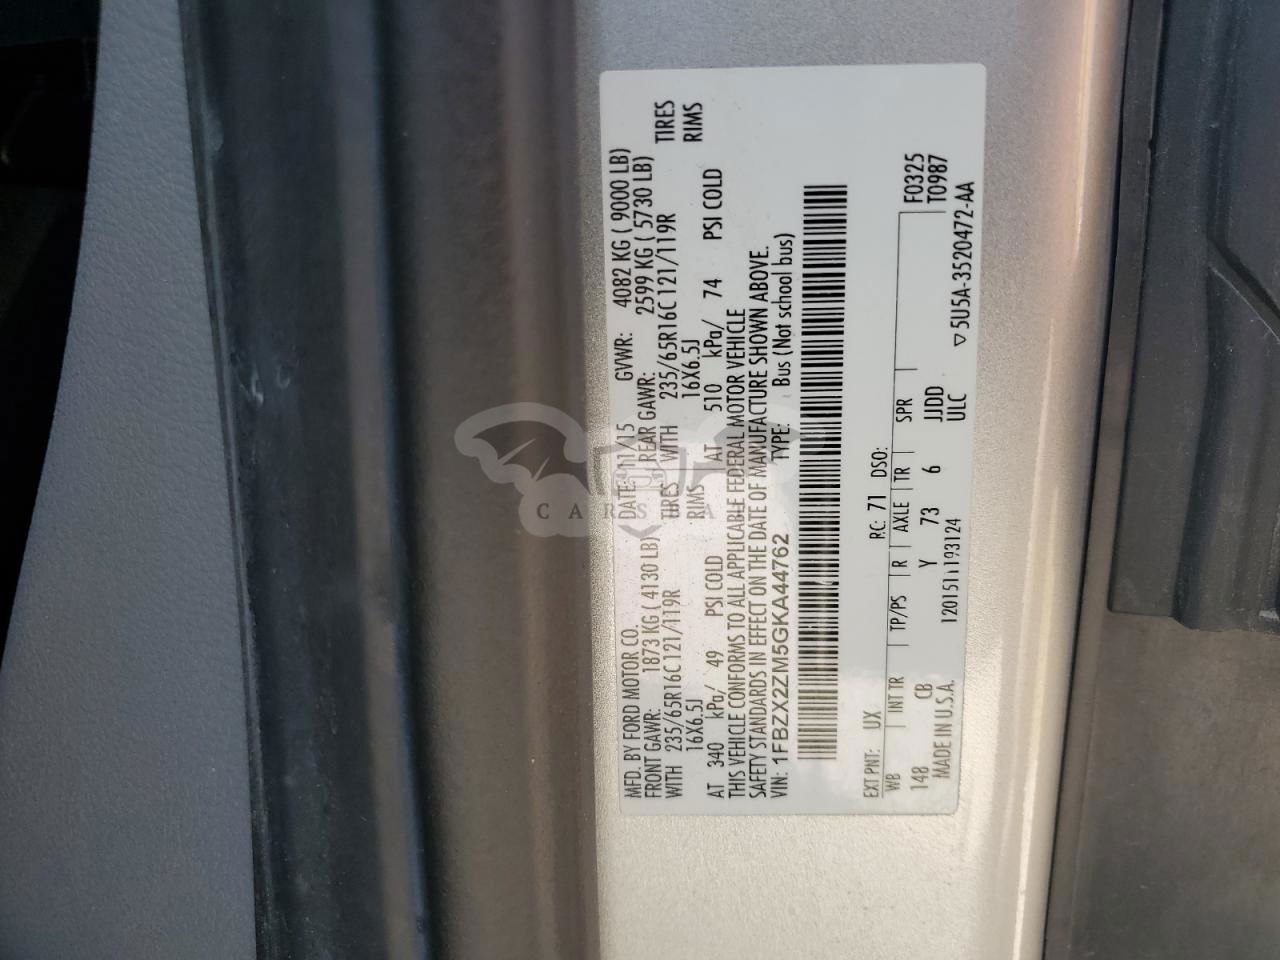 MFD. BY FORD MOTOR CO. DATE: 11/15 GVWR: 4082 KG ( 9000 LB)
FRONT GAWR: 1873 KG ( 4130 LB) REAR GAWR: 2599 KG ( 5730 LB)
WITH 235/65R16C 121/119R TIRES WITH 235/65R16C 121/119R TIRES
16X6.5J RIMS 16X6.5J RIMS
AT 340 kPa/ 49 PSI COLD AT 510 kPa/ 74 PSI COLD
THIS VEHICLE CONFORMS TO ALL APPLICABLE FEDERAL MOTOR VEHICLE
SAFETY STANDARDS IN EFFECT ON THE DATE OF MANUFACTURE SHOWN ABOVE.
VIN: 1FBZX2ZM5GKA44762 TYPE: Bus (Not school bus)
EXT PNT: UX RC: 71 DSO:
WB INT TR TP/PS R AXLE TR SPR F0325
148 CB Y 73 6 JJDD T0987
MADE IN U.S.A. 12015111193124 ULC ▽5U5A-3520472-AA